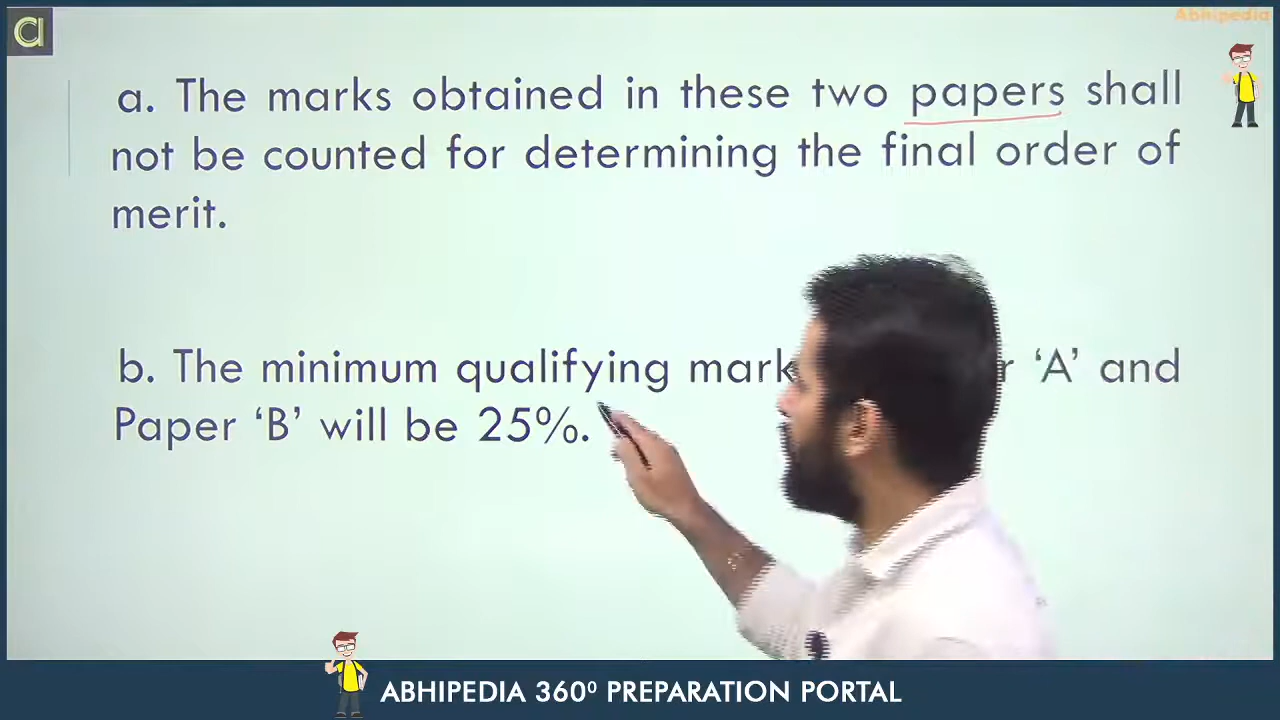 Abhipedia
a. The marks obtained in these two papers shall
not be counted for determining the final order of
merit.
b. The minimum qualifying mark ‘A’ and
Paper ‘B’ will be 25%.
ABHIPEDIA 360⁰ PREPARATION PORTAL